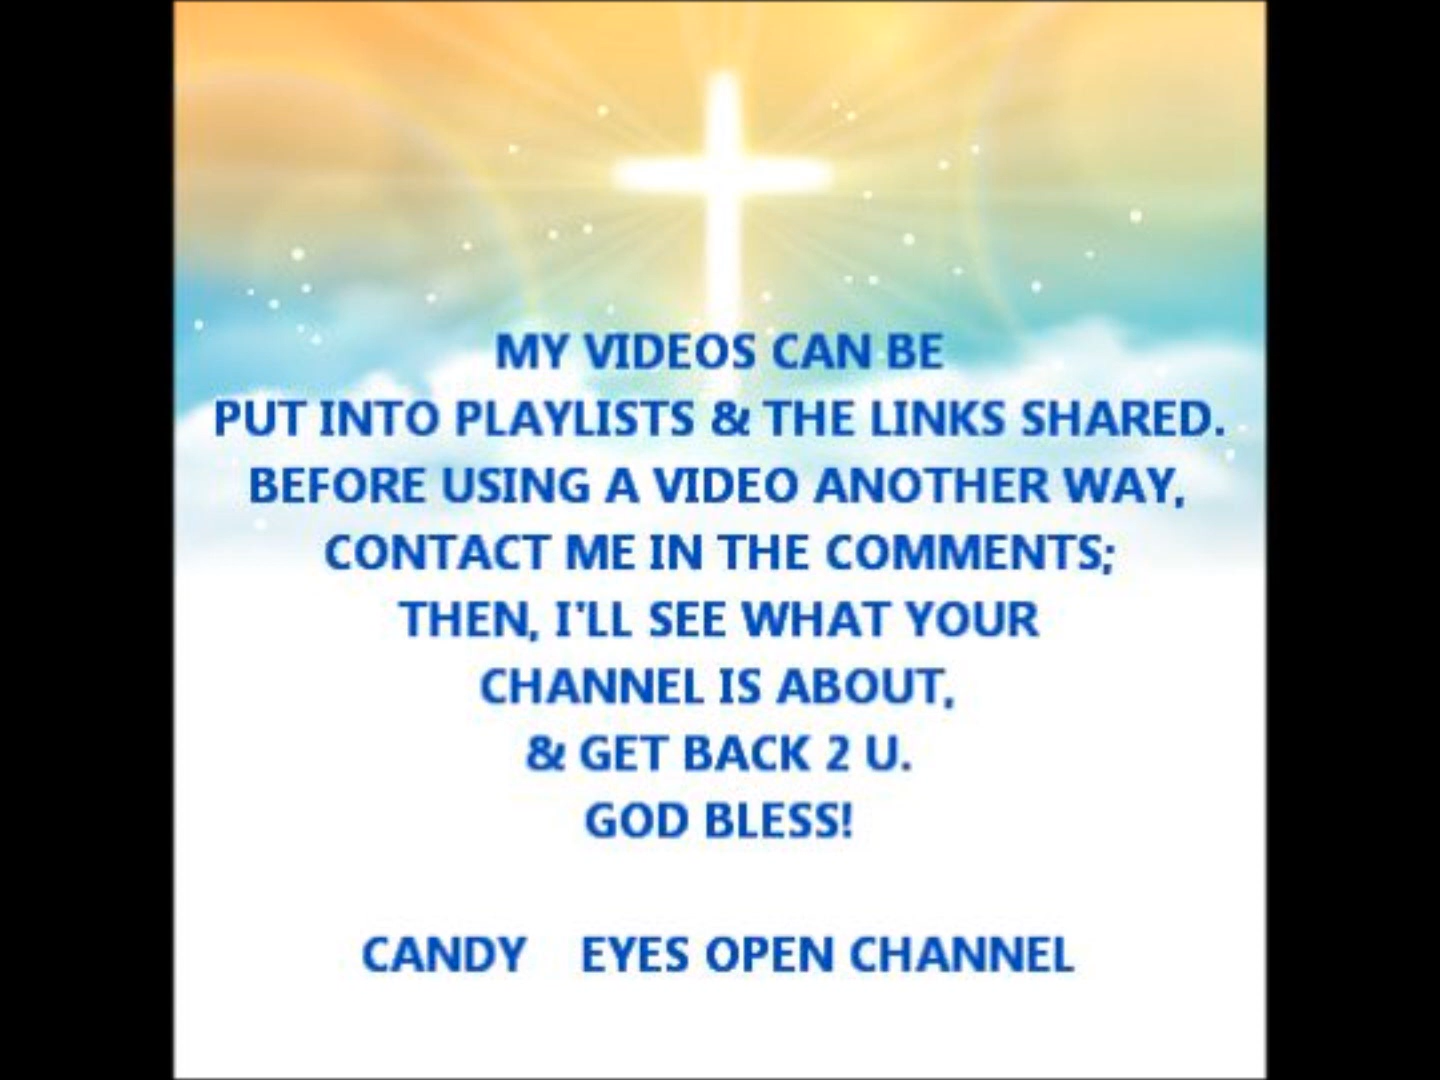 MY VIDEOS CAN BE
PUT INTO PLAYLISTS & THE LINKS SHARED.
BEFORE USING A VIDEO ANOTHER WAY,
CONTACT ME IN THE COMMENTS;
THEN, I'LL SEE WHAT YOUR
CHANNEL IS ABOUT,
& GET BACK 2 U.
GOD BLESS!
CANDY EYES OPEN CHANNEL